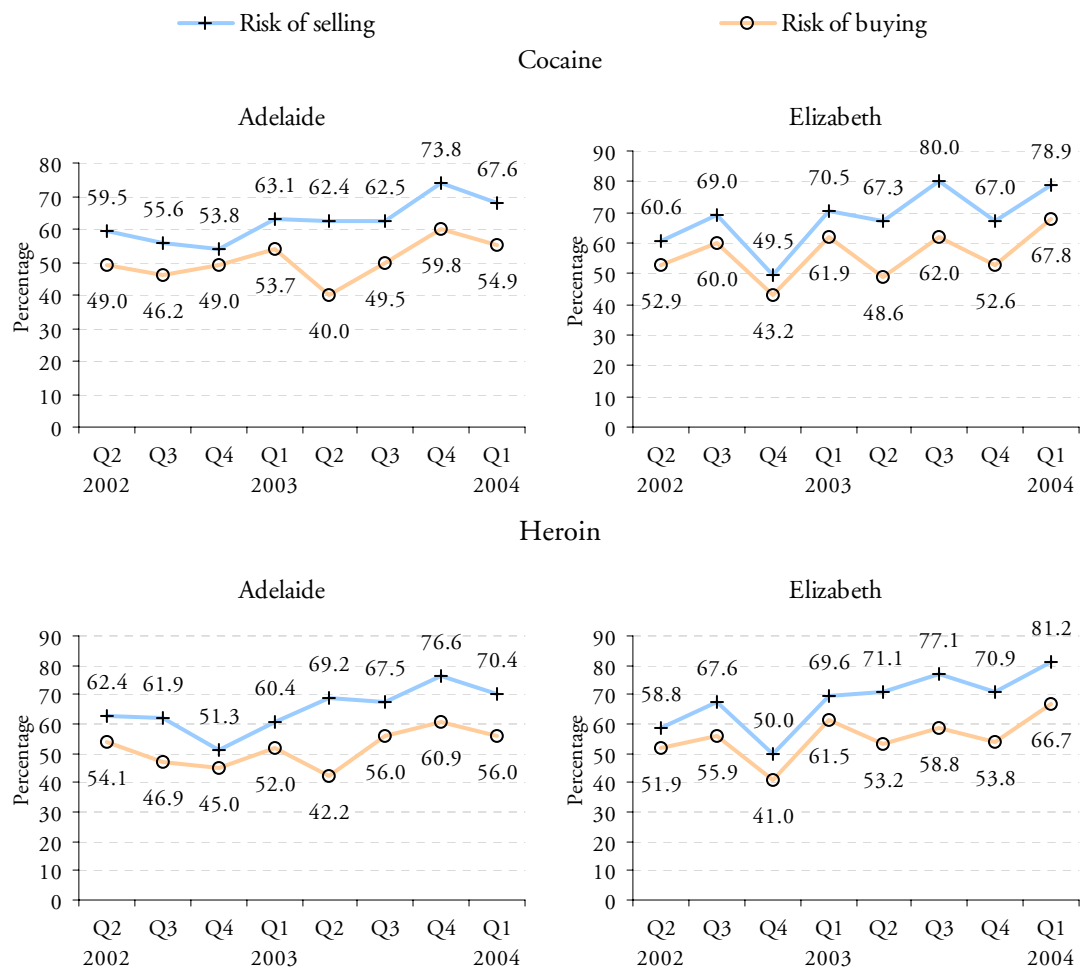 Risk of selling Risk of buying
Cocaine
Adelaide
Percentage
80
70
60
50
40
30
20
10
0
59.5 55.6 53.8 63.1 62.4 62.5 73.8 67.6
49.0 46.2 49.0 53.7 40.0 49.5 59.8 54.9
Q2 Q3 Q4 Q1 Q2 Q3 Q4 Q1
2002 2003 2004
Elizabeth
Percentage
90
80
70
60
50
40
30
20
10
0
60.6 69.0 49.5 70.5 67.3 80.0 67.0 78.9
52.9 60.0 43.2 61.9 48.6 62.0 52.6 67.8
Q2 Q3 Q4 Q1 Q2 Q3 Q4 Q1
2002 2003 2004
Heroin
Adelaide
Percentage
90
80
70
60
50
40
30
20
10
0
62.4 61.9 51.3 60.4 69.2 67.5 76.6 70.4
54.1 46.9 45.0 52.0 42.2 56.0 60.9 56.0
Q2 Q3 Q4 Q1 Q2 Q3 Q4 Q1
2002 2003 2004
Elizabeth
Percentage
90
80
70
60
50
40
30
20
10
0
58.8 67.6 50.0 69.6 71.1 77.1 70.9 81.2
51.9 55.9 41.0 61.5 53.2 58.8 53.8 66.7
Q2 Q3 Q4 Q1 Q2 Q3 Q4 Q1
2002 2003 2004